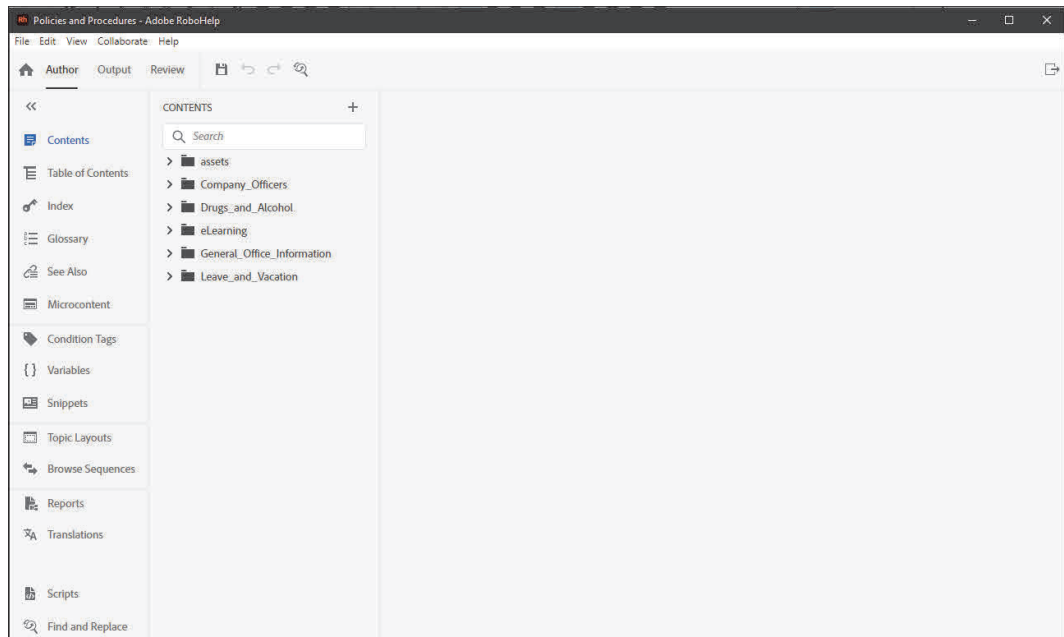 Rh Policies and Procedures - Adobe RoboHelp
File Edit View Collaborate Help
Author Output Review
Contents
Table of Contents
Index
Glossary
See Also
Microcontent
Condition Tags
{ } Variables
Snippets
Topic Layouts
Browse Sequences
Reports
Translations
Scripts
Find and Replace
CONTENTS
Search
assets
Company_Officers
Drugs_and_Alcohol
eLearning
General_Office_Information
Leave_and_Vacation